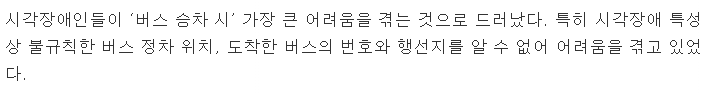 시각장애인들이 ‘버스 승차 시’ 가장 큰 어려움을 겪는 것으로 드러났다. 특히 시각장애 특성
상 불규칙한 버스 정차 위치, 도착한 버스의 번호와 행선지를 알 수 없어 어려움을 겪고 있었
다.